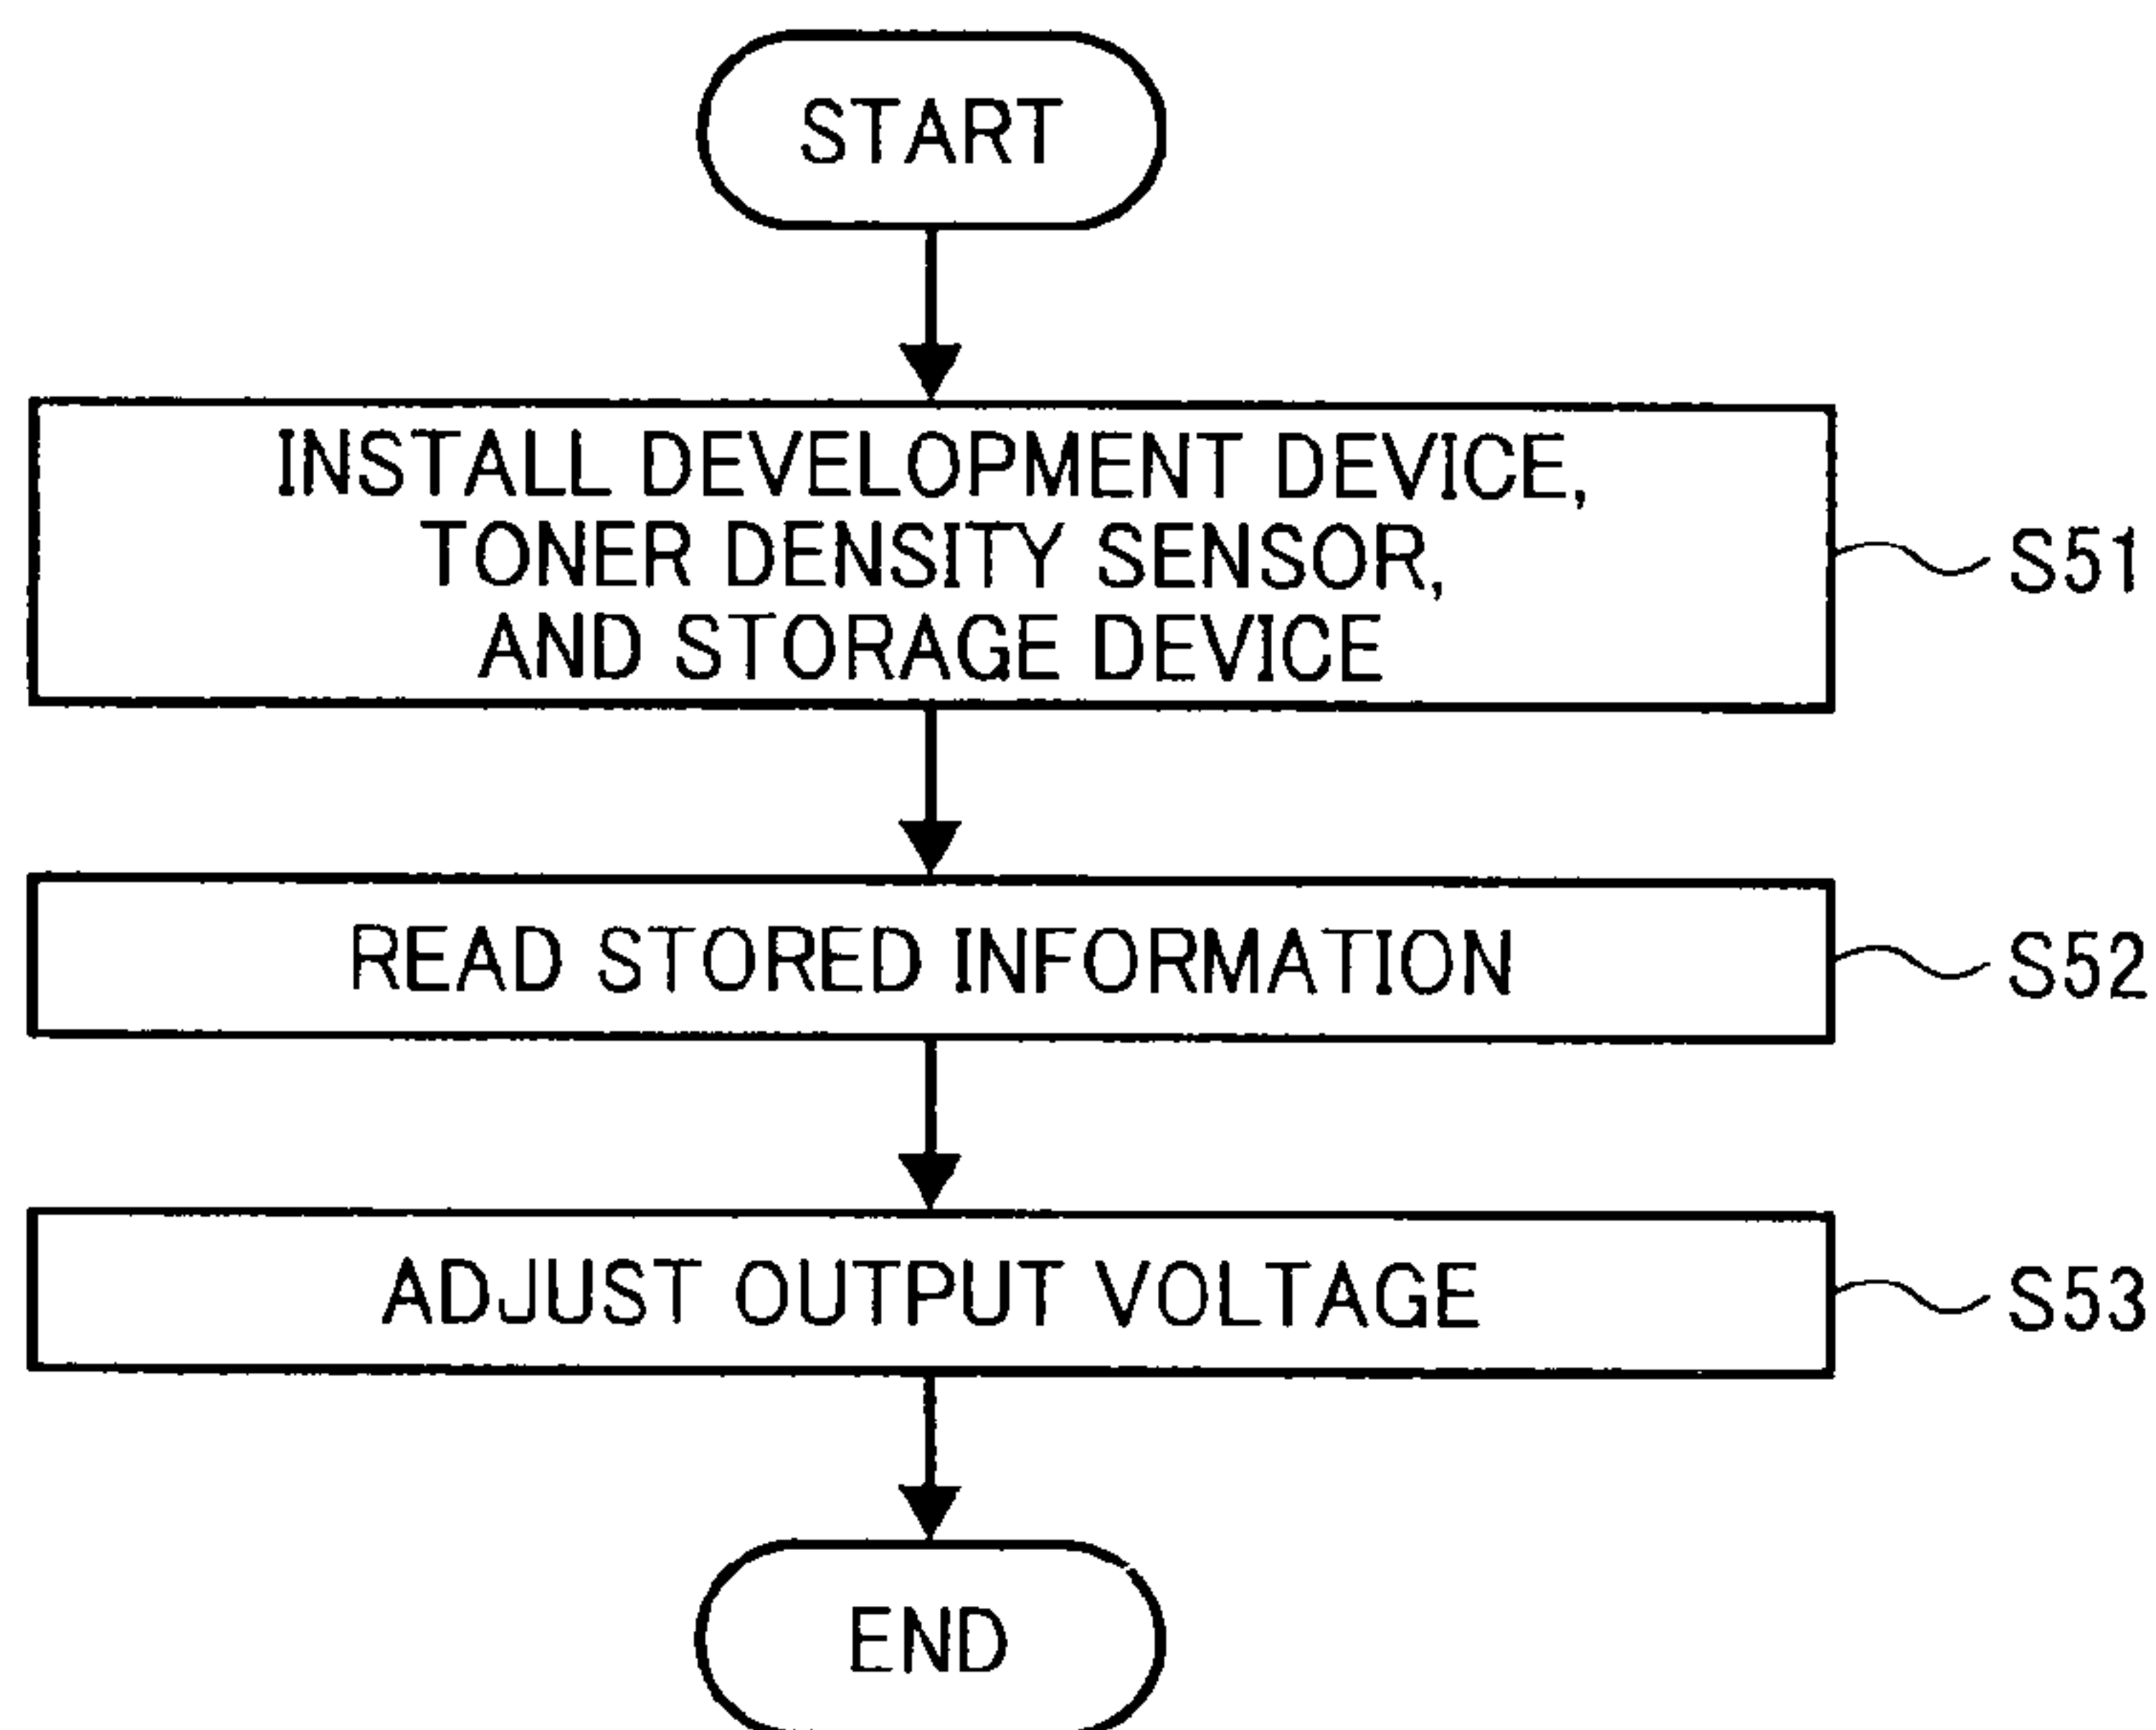 START
INSTALL DEVELOPMENT DEVICE,
TONER DENSITY SENSOR,
AND STORAGE DEVICE
S51
READ STORED INFORMATION
S52
ADJUST OUTPUT VOLTAGE
S53
END